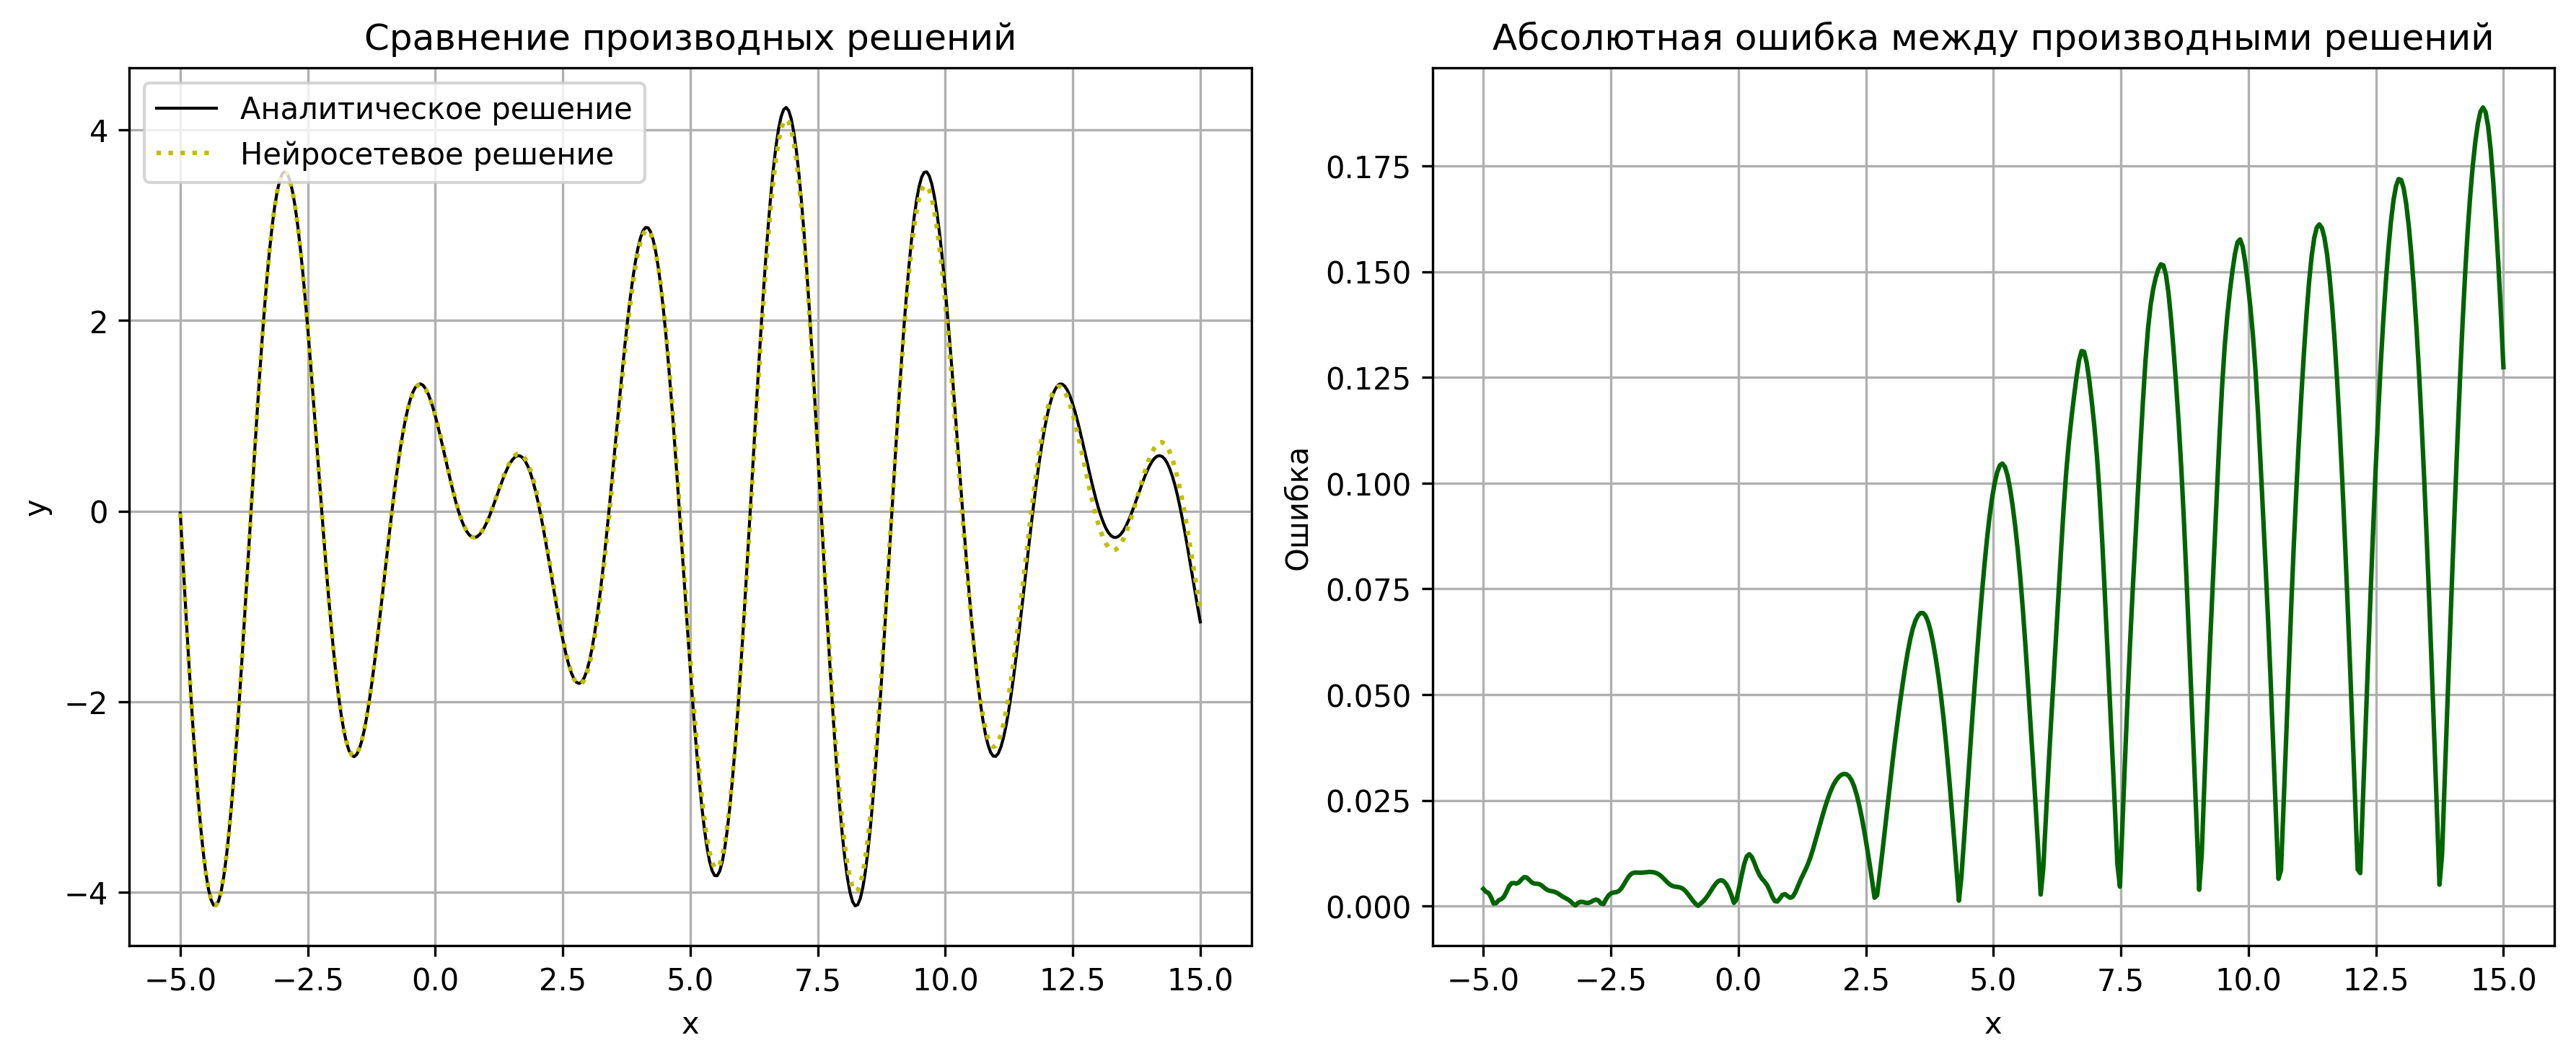 Сравнение производных решений
Аналитическое решение
Нейросетевое решение
y
4
2
0
−2
−4
−5.0 −2.5 0.0 2.5 5.0 7.5 10.0 12.5 15.0
x
Абсолютная ошибка между производными решений
Ошибка
0.175
0.150
0.125
0.100
0.075
0.050
0.025
0.000
−5.0 −2.5 0.0 2.5 5.0 7.5 10.0 12.5 15.0
x